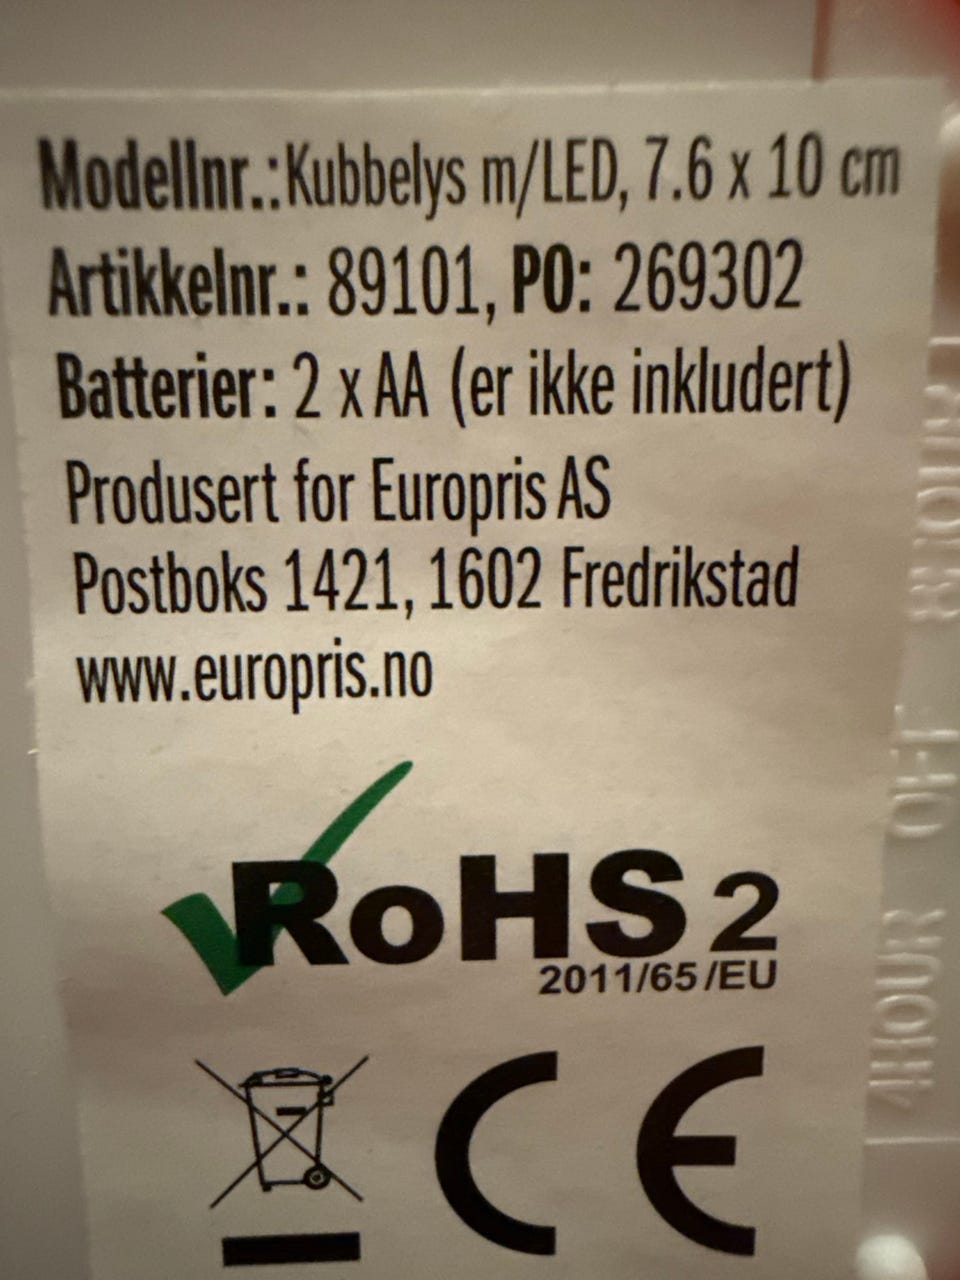 Modellnr.: Kubbelys m/LED, 7.6 x 10 cm
Artikkelnr.: 89101, PO: 269302
Batterier: 2 x AA (er ikke inkludert)
Produsert for Europris AS
Postboks 1421, 1602 Fredrikstad
www.europris.no
RoHS 2
2011/65/EU
CE
4HOUR OFF 8HOUR